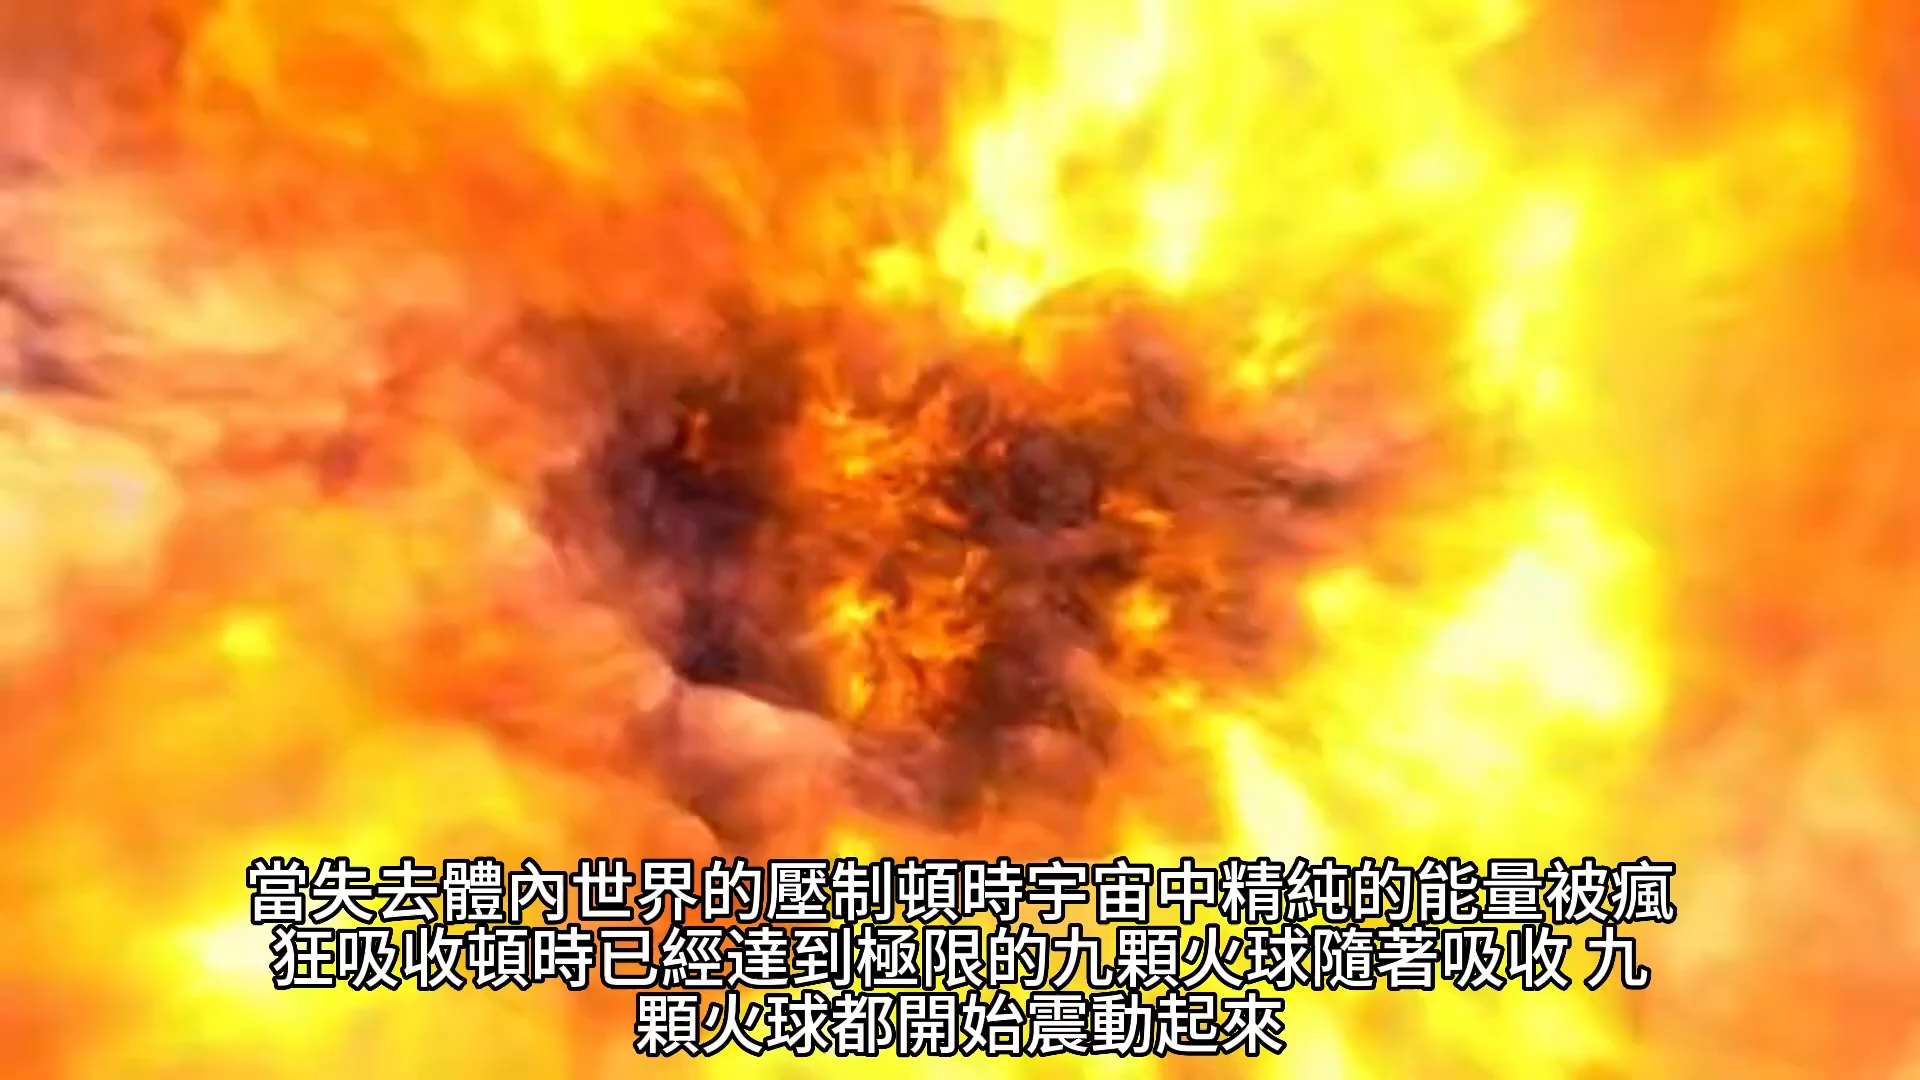 當失去體內世界的壓制頓時宇宙中精純的能量被瘋
狂吸收頓時已經達到極限的九顆火球隨著吸收 九
顆火球都開始震動起來